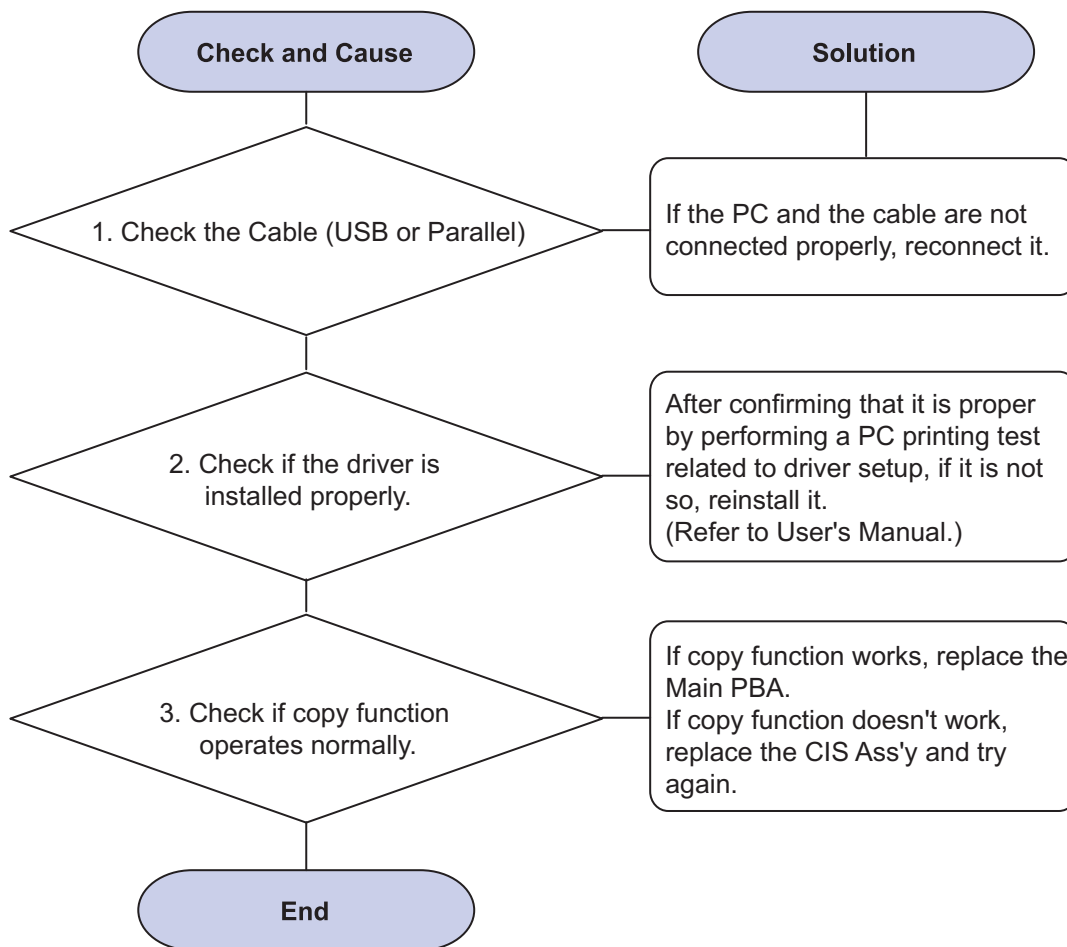 Check and Cause
Solution
1. Check the Cable (USB or Parallel)
If the PC and the cable are not
connected properly, reconnect it.
2. Check if the driver is
installed properly.
After confirming that it is proper
by performing a PC printing test
related to driver setup, if it is not
so, reinstall it.
(Refer to User's Manual.)
3. Check if copy function
operates normally.
If copy function works, replace the
Main PBA.
If copy function doesn't work,
replace the CIS Ass'y and try
again.
End